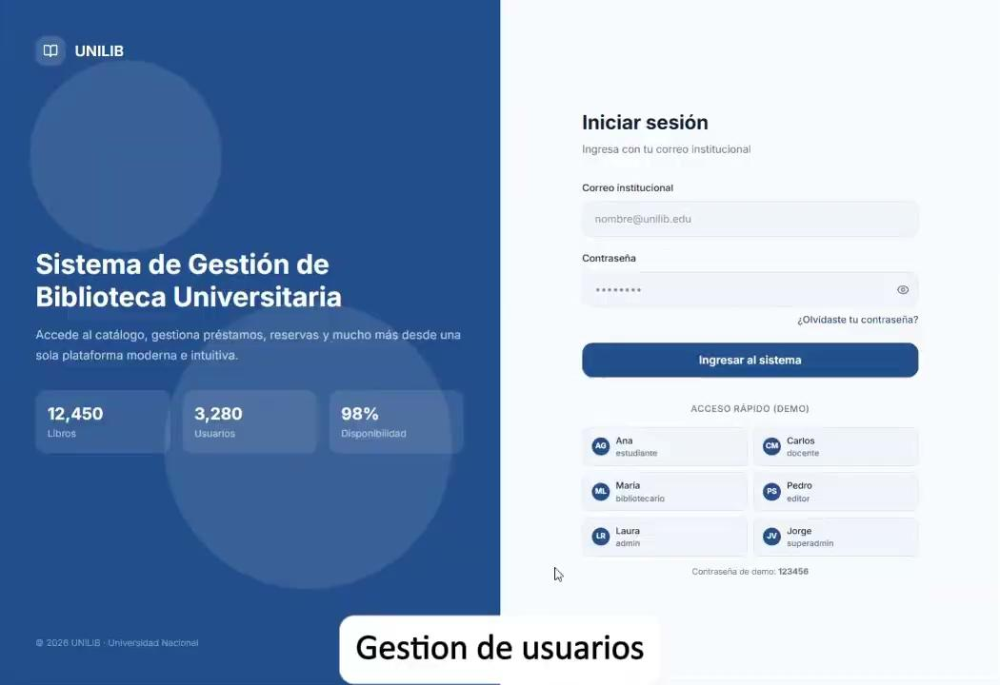 UNILIB
Sistema de Gestión de
Biblioteca Universitaria
Accede al catálogo, gestiona préstamos, reservas y mucho más desde una
sola plataforma moderna e intuitiva.
12,450
Libros
3,280
Usuarios
98%
Disponibilidad
© 2026 UNILIB · Universidad Nacional
Iniciar sesión
Ingresa con tu correo institucional
Correo institucional
nombre@unilib.edu
Contraseña
••••••••
¿Olvidaste tu contraseña?
Ingresar al sistema
ACCESO RÁPIDO (DEMO)
AG
Ana
estudiante
CM
Carlos
docente
ML
María
bibliotecario
PS
Pedro
editor
LR
Laura
admin
JV
Jorge
superadmin
Contraseña de demo: 123456
Gestion de usuarios